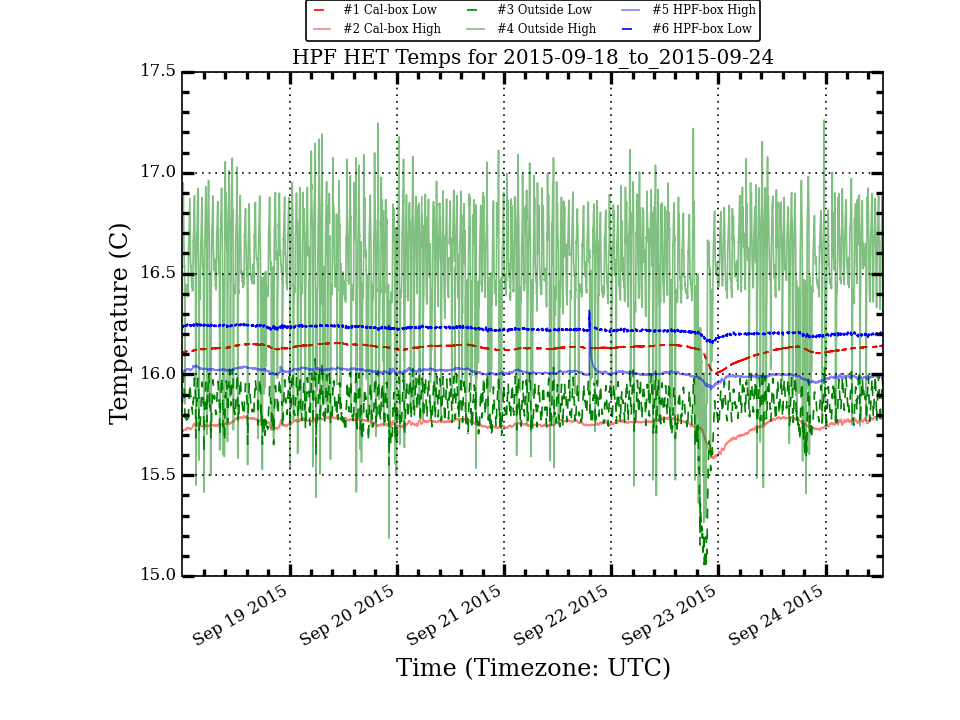 #1 Cal-box Low #3 Outside Low #5 HPF-box High
#2 Cal-box High #4 Outside High #6 HPF-box Low
HPF HET Temps for 2015-09-18_to_2015-09-24
17.5
17.0
16.5
16.0
15.5
15.0
Temperature (C)
Sep 19 2015 Sep 20 2015 Sep 21 2015 Sep 22 2015 Sep 23 2015 Sep 24 2015
Time (Timezone: UTC)